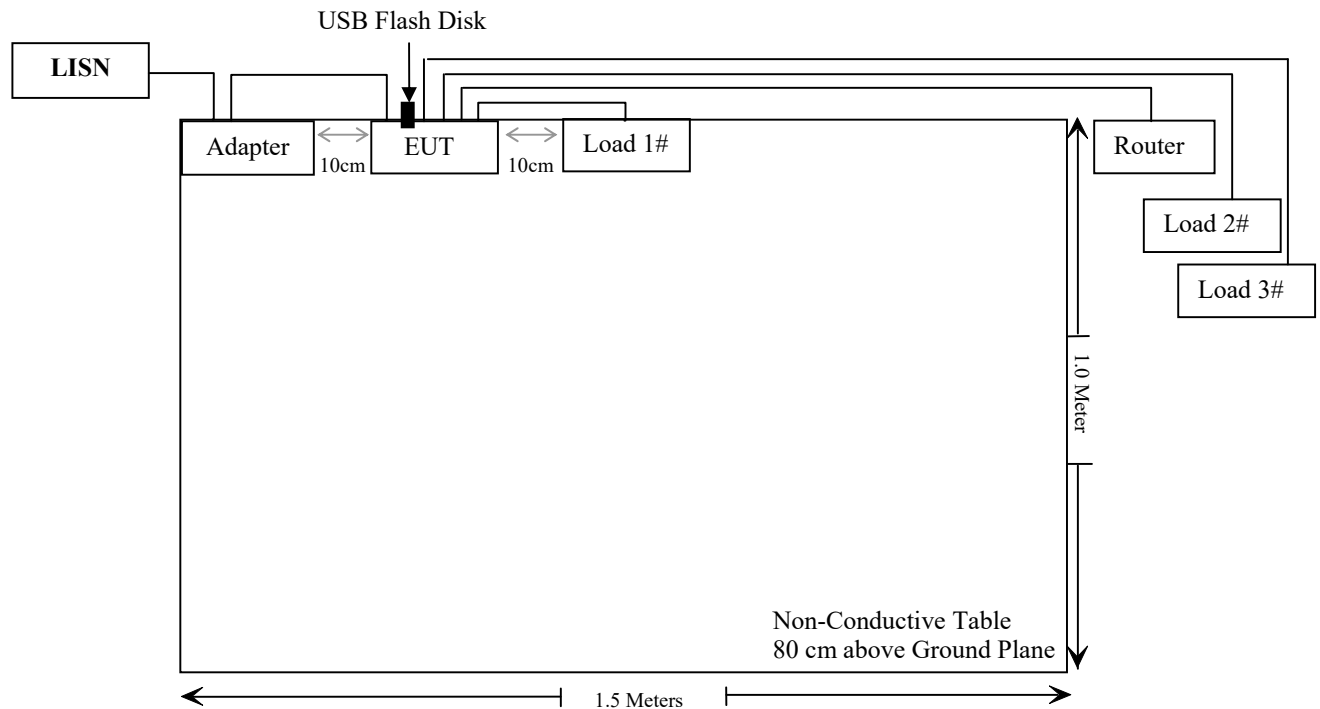 USB Flash Disk
LISN
Adapter
10cm
EUT
10cm
Load 1#
Router
Load 2#
Load 3#
1.0 Meter
Non-Conductive Table
80 cm above Ground Plane
1.5 Meters